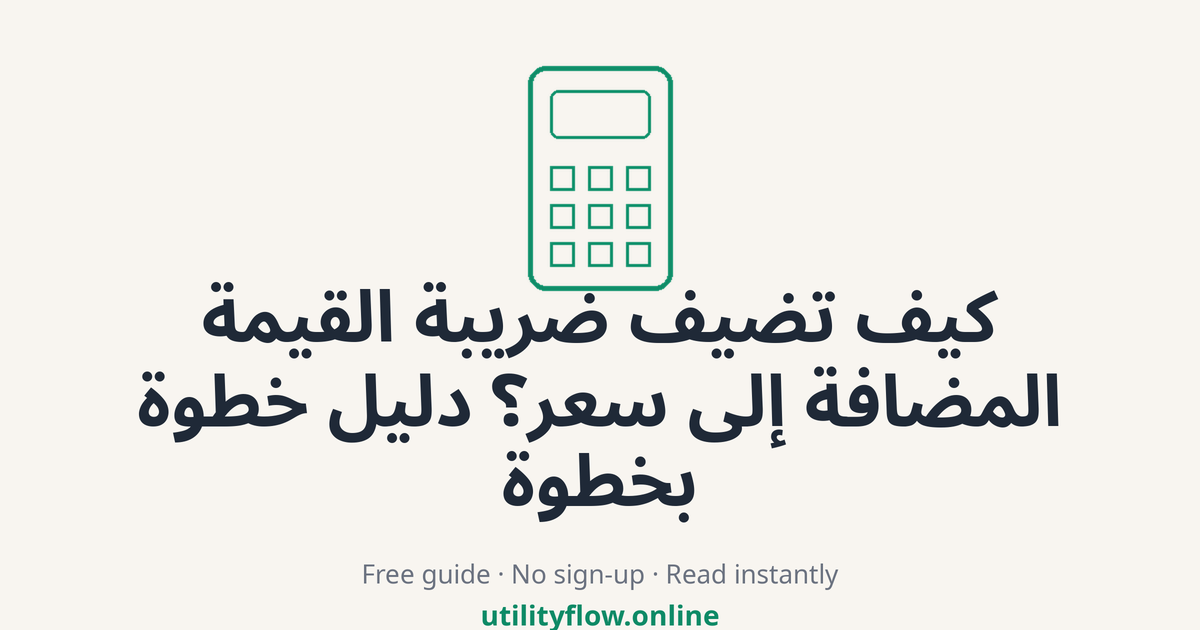 كيف تضيف ضريبة القيمة
المضافة إلى سعر؟ دليل خطوة
بخطوة
Free guide · No sign-up · Read instantly
utilityflow.online